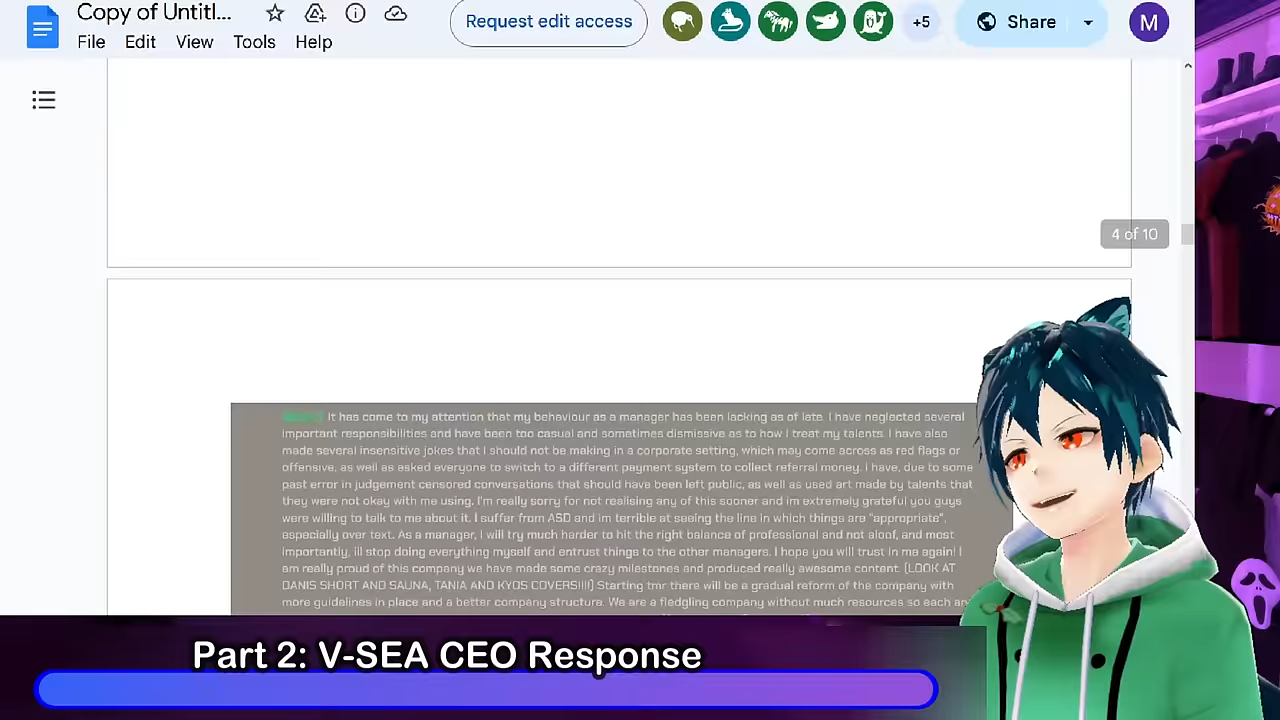 Copy of Untitl...
Request edit access
+5
Share
M
File Edit View Tools Help
4 of 10
It has come to my attention that my behaviour as a manager has been lacking as of late. I have neglected several
important responsibilities and have been too casual and sometimes dismissive as to how i treat my talents. I have also
made several insensitive jokes that I should not be making in a corporate setting, which may come across as red flags or
offensive, as well as asked everyone to switch to a different payment system to collect referral money. I have, due to some
past error in judgement censored conversations that should have been left public, as well as used art made by talents that
they were not okay with me using. I'm really sorry for not realising any of this sooner and im extremely grateful you guys
were willing to talk to me about it. I suffer from ASD and im terrible at seeing the line in which things are "appropriate",
especially over text. As a manager, I will try much harder to hit the right balance of professional and not aloof, and most
importantly, ill stop doing everything myself and entrust things to the other managers. I hope you will trust in me again! I
am really proud of this company we have made some crazy milestones and produced really awesome content. (LOOK AT
DANIS SHORT AND SAUNA, TANIA AND KYOS COVERS!!!!) Starting tmr there will be a gradual reform of the company with
more guidelines in place and a better company structure. We are a fledgling company without much resources so each an
Part 2: V-SEA CEO Response